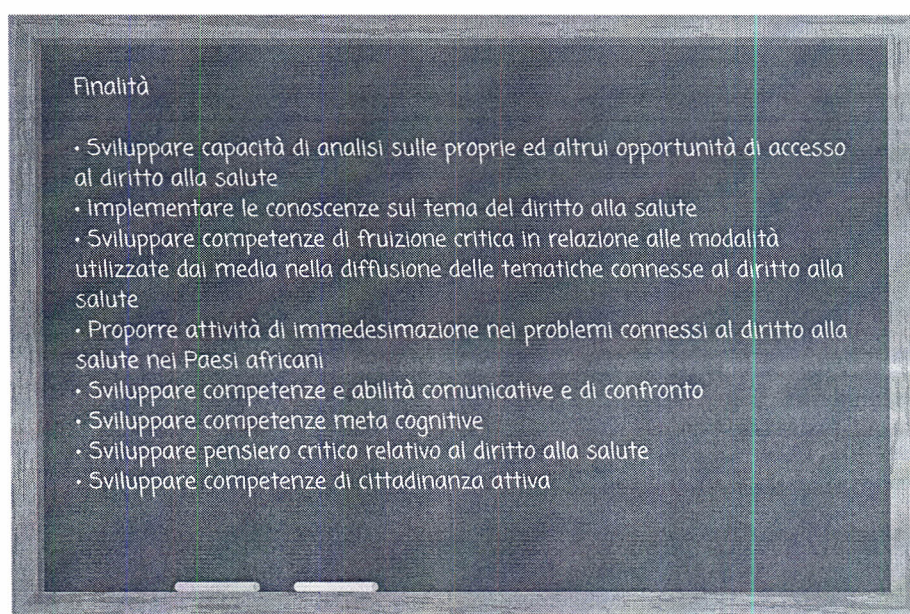 Finalità
• Sviluppare capacità di analisi sulle proprie ed altrui opportunità di accesso
al diritto alla salute
• Implementare le conoscenze sul tema del diritto alla salute
• Sviluppare competenze di fruizione critica in relazione alle modalità
utilizzate dai media nella diffusione delle tematiche connesse al diritto alla
salute
• Proporre attività di immedesimazione nei problemi connessi al diritto alla
salute nei Paesi africani
• Sviluppare competenze e abilità comunicative e di confronto
• Sviluppare competenze meta cognitive
• Sviluppare pensiero critico relativo al diritto alla salute
• Sviluppare competenze di cittadinanza attiva